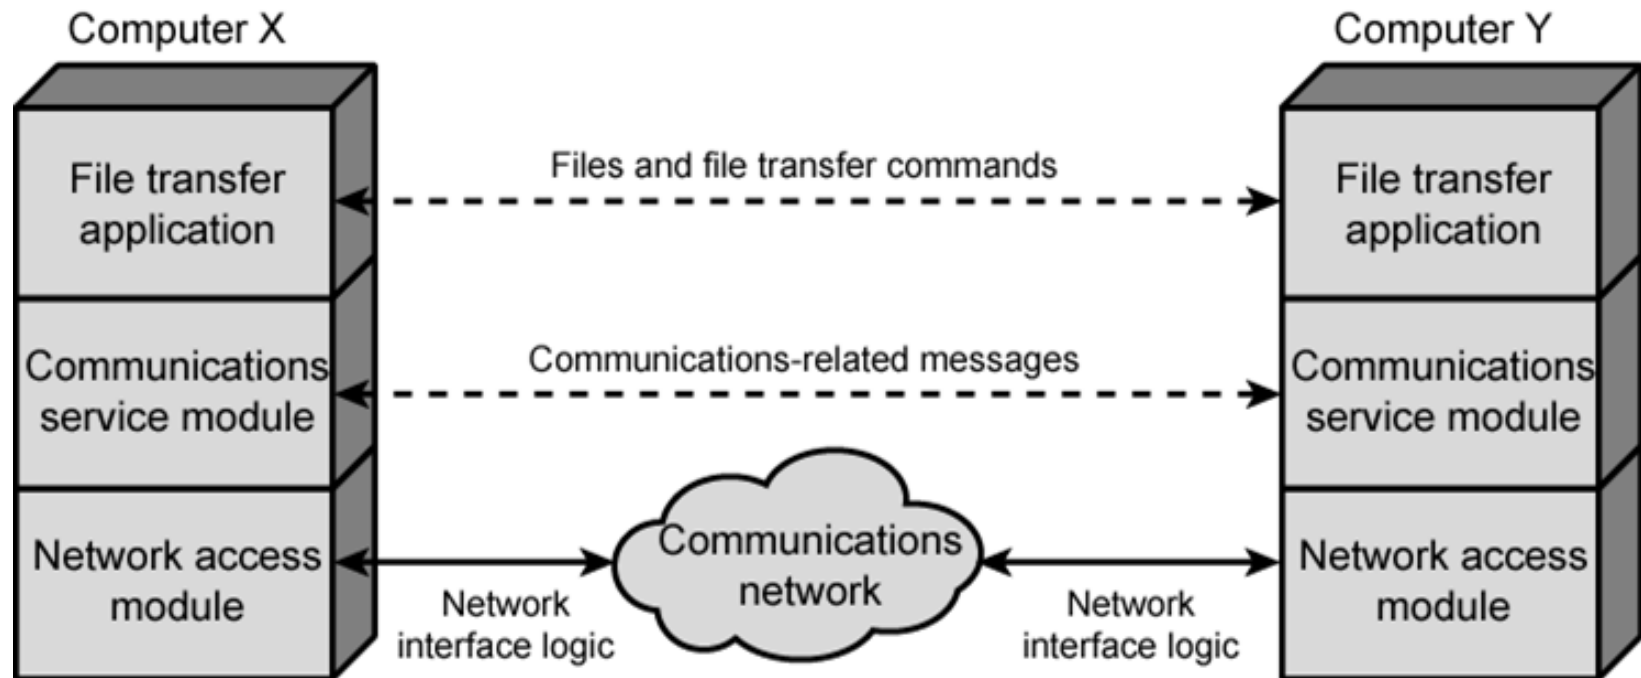 Computer X
Computer Y
File transfer
application
Files and file transfer commands
File transfer
application
Communications
service module
Communications-related messages
Communications
service module
Network access
module
Network
interface logic
Communications
network
Network
interface logic
Network access
module